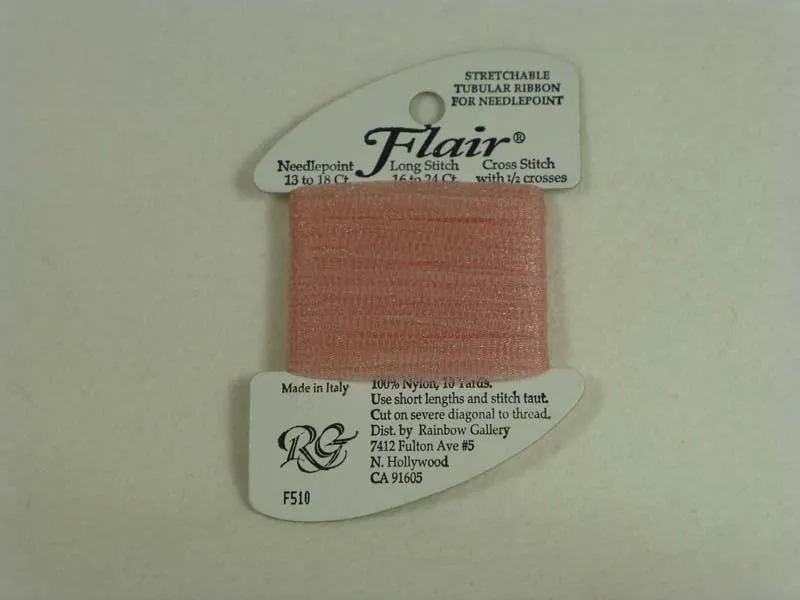 STRETCHABLE
TUBULAR RIBBON
FOR NEEDLEPOINT
Flair®
Needlepoint
13 to 18 Ct.
Long Stitch
16 to 24 Ct.
Cross Stitch
with 1/2 crosses
Made in Italy
RG
F510
100% Nylon, 10 Yards.
Use short lengths and stitch taut.
Cut on severe diagonal to thread.
Dist. by Rainbow Gallery
7412 Fulton Ave #5
N. Hollywood
CA 91605